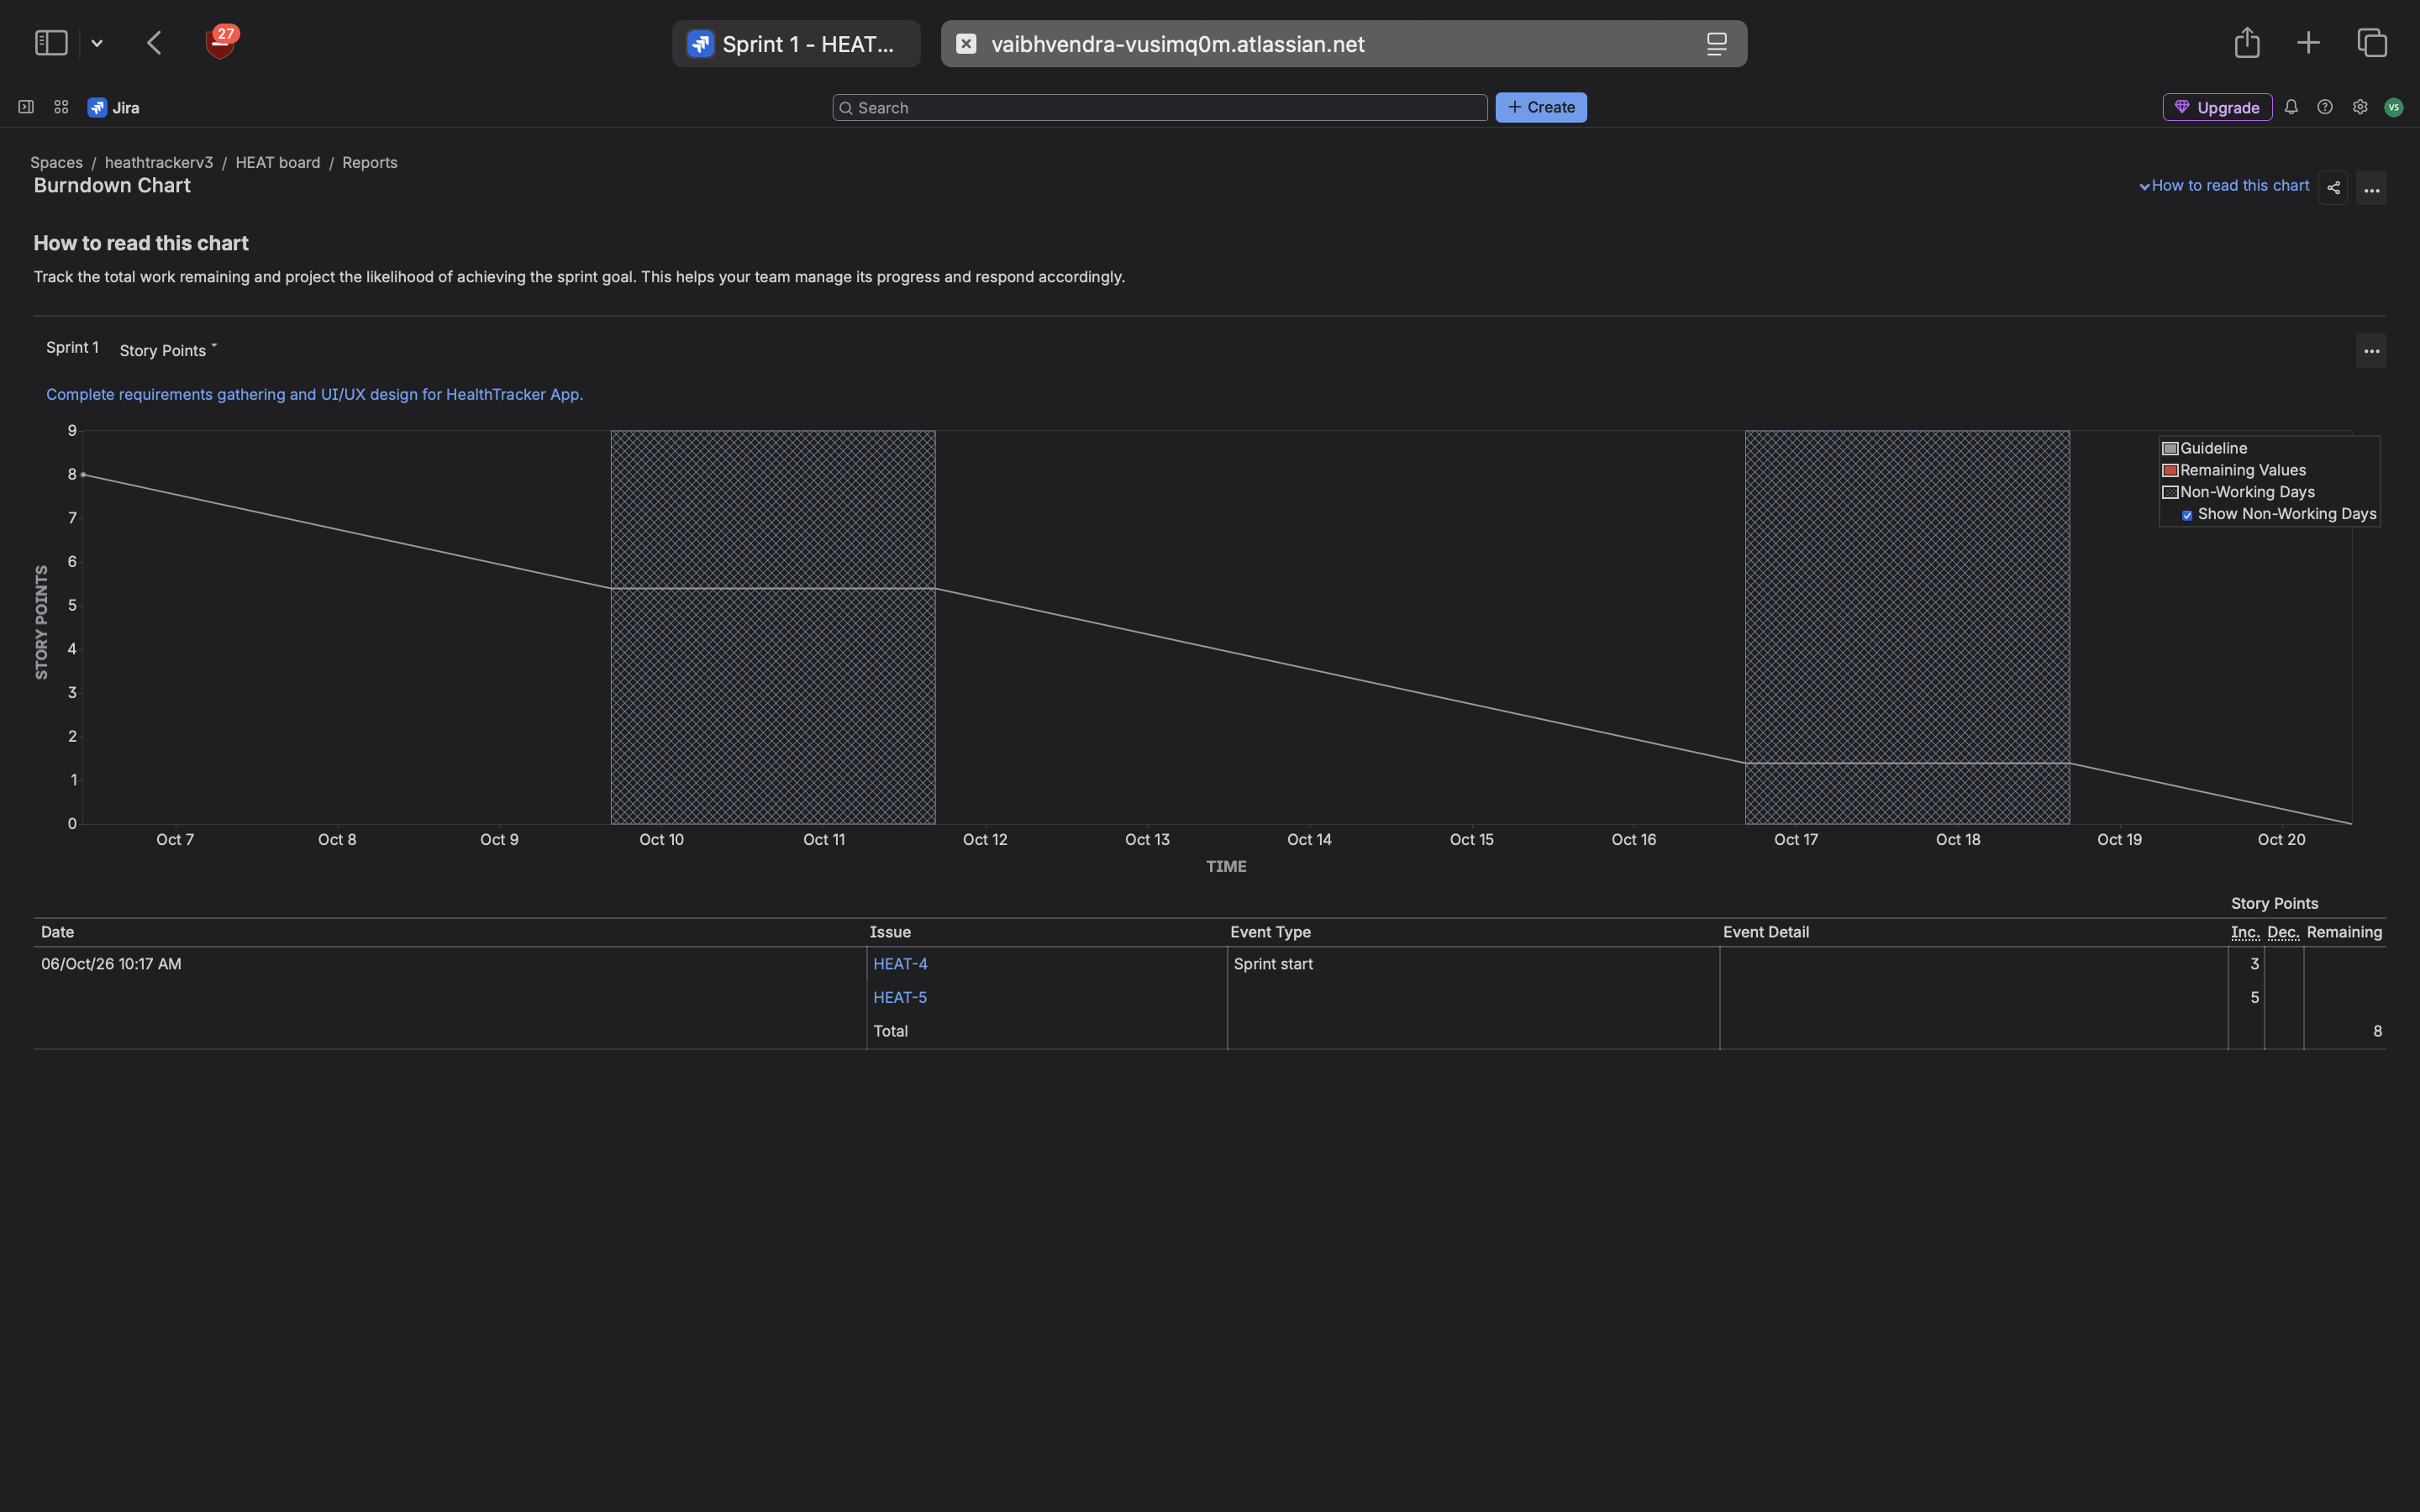 27
Sprint 1 - HEAT...
vaibhvendra-vusimq0m.atlassian.net
Jira
Search
+ Create
Upgrade
VS
Spaces / heathtrackerv3 / HEAT board / Reports
Burndown Chart
How to read this chart
How to read this chart
Track the total work remaining and project the likelihood of achieving the sprint goal. This helps your team manage its progress and respond accordingly.
Sprint 1 Story Points
Complete requirements gathering and UI/UX design for HealthTracker App.
STORY POINTS
9
8
7
6
5
4
3
2
1
0
Guideline
Remaining Values
Non-Working Days
Show Non-Working Days
Oct 7 Oct 8 Oct 9 Oct 10 Oct 11 Oct 12 Oct 13 Oct 14 Oct 15 Oct 16 Oct 17 Oct 18 Oct 19 Oct 20
TIME
Story Points
Date Issue Event Type Event Detail Inc. Dec. Remaining
06/Oct/26 10:17 AM HEAT-4 Sprint start 3
HEAT-5 5
Total 8